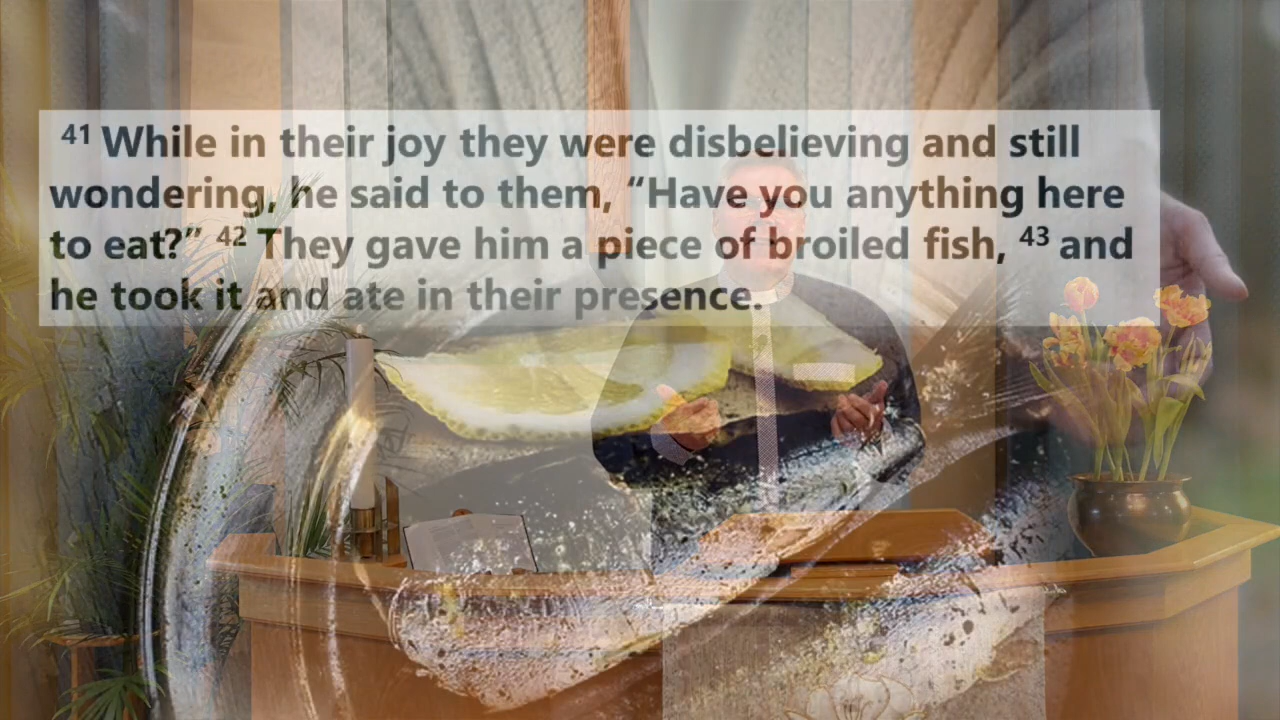 41 While in their joy they were disbelieving and still
wondering, he said to them, “Have you anything here
to eat?” 42 They gave him a piece of broiled fish, 43 and
he took it and ate in their presence.